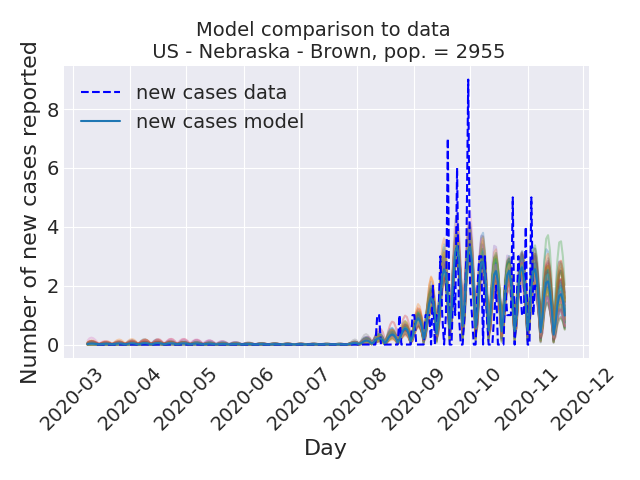 Model comparison to data
US - Nebraska - Brown, pop. = 2955
Number of new cases reported
new cases data
new cases model
8
6
4
2
0
2020-03
2020-04
2020-05
2020-06
2020-07
2020-08
2020-09
2020-10
2020-11
2020-12
Day